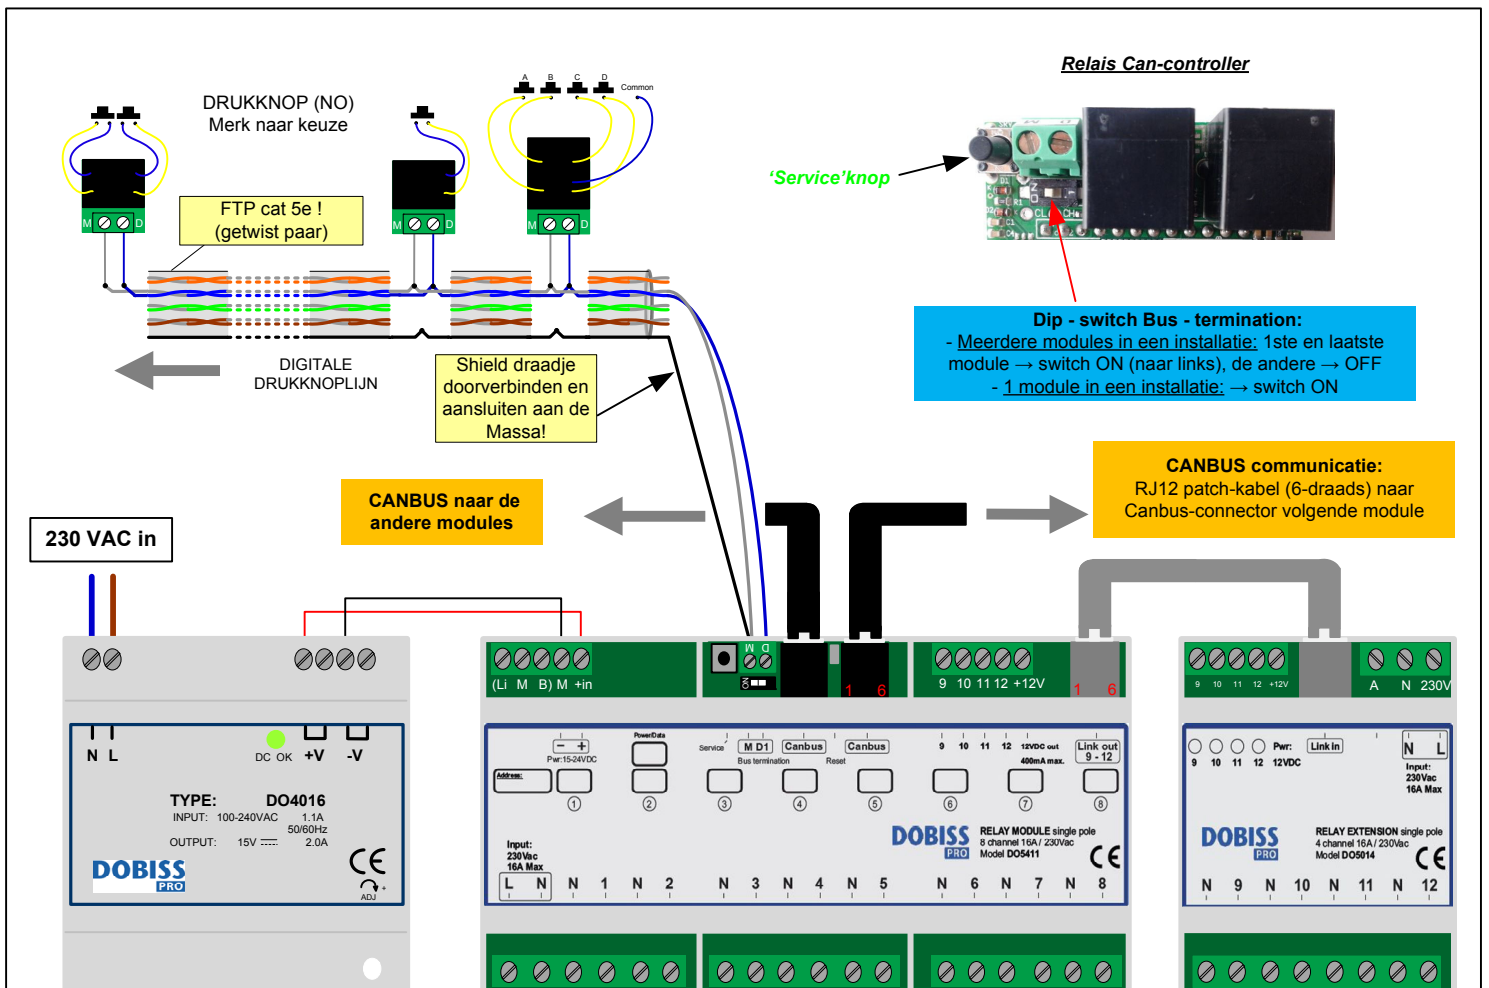 Relais Can-controller
A B C D Common
DRUKKNOP (NO)
Merk naar keuze
'Service'knop
FTP cat 5e !
(getwist paar)
M D
M D
M D
DIGITALE
DRUKKNOPLIJN
Shield draadje
doorverbinden en
aansluiten aan de
Massa!
Dip - switch Bus - termination:
- Meerdere modules in een installatie: 1ste en laatste
module → switch ON (naar links), de andere → OFF
- 1 module in een installatie: → switch ON
CANBUS naar de
andere modules
CANBUS communicatie:
RJ12 patch-kabel (6-draads) naar
Canbus-connector volgende module
230 VAC in
(Li M B) M +in
M D
NO
1 6
9 10 11 12 +12V
1 6
9 10 11 12 +12V
A N 230V
N L
DC OK +V -V
TYPE: DO4016
INPUT: 100-240VAC 1.1A
50/60Hz
OUTPUT: 15V 2.0A
DOBISS
PRO
CE
ADJ
- +
Pwr:15-24VDC
Power/Data
Service M D1 Canbus Canbus
Bus termination Reset
9 10 11 12 12VDC out
400mA max.
Link out
9 - 12
Address:
1 2 3 4 5 6 7 8
Input:
230Vac
16A Max
DOBISS
PRO
RELAY MODULE single pole
8 channel 16A / 230Vac
Model DO5411
CE
L N N 1 N 2 N 3 N 4 N 5 N 6 N 7 N 8
9 10 11 12 Pwr:
12VDC
Link in
N L
Input:
230Vac
16A Max
DOBISS
PRO
RELAY EXTENSION single pole
4 channel 16A / 230Vac
Model DO5014
CE
N 9 N 10 N 11 N 12